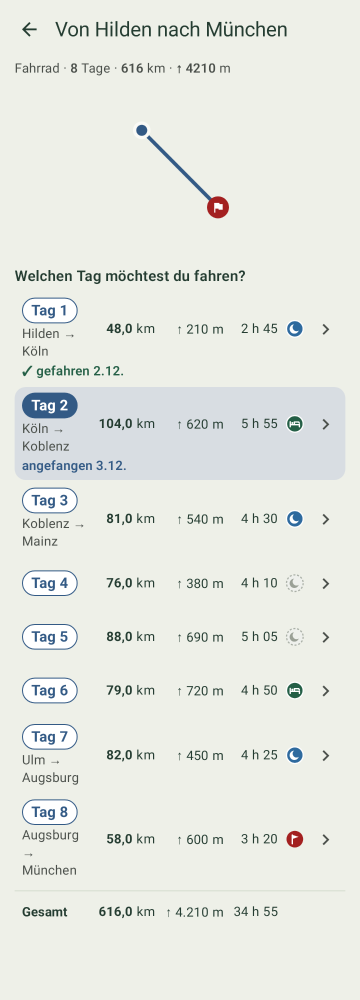 Von Hilden nach München
Fahrrad · 8 Tage · 616 km · ↑ 4210 m
Welchen Tag möchtest du fahren?
Tag 1
Hilden →
Köln
48,0 km ↑ 210 m 2 h 45
✓ gefahren 2.12.
Tag 2
Köln →
Koblenz
104,0 km ↑ 620 m 5 h 55
angefangen 3.12.
Tag 3
Koblenz →
Mainz
81,0 km ↑ 540 m 4 h 30
Tag 4 76,0 km ↑ 380 m 4 h 10
Tag 5 88,0 km ↑ 690 m 5 h 05
Tag 6 79,0 km ↑ 720 m 4 h 50
Tag 7
Ulm →
Augsburg
82,0 km ↑ 450 m 4 h 25
Tag 8
Augsburg
→
München
58,0 km ↑ 600 m 3 h 20
Gesamt 616,0 km ↑ 4.210 m 34 h 55